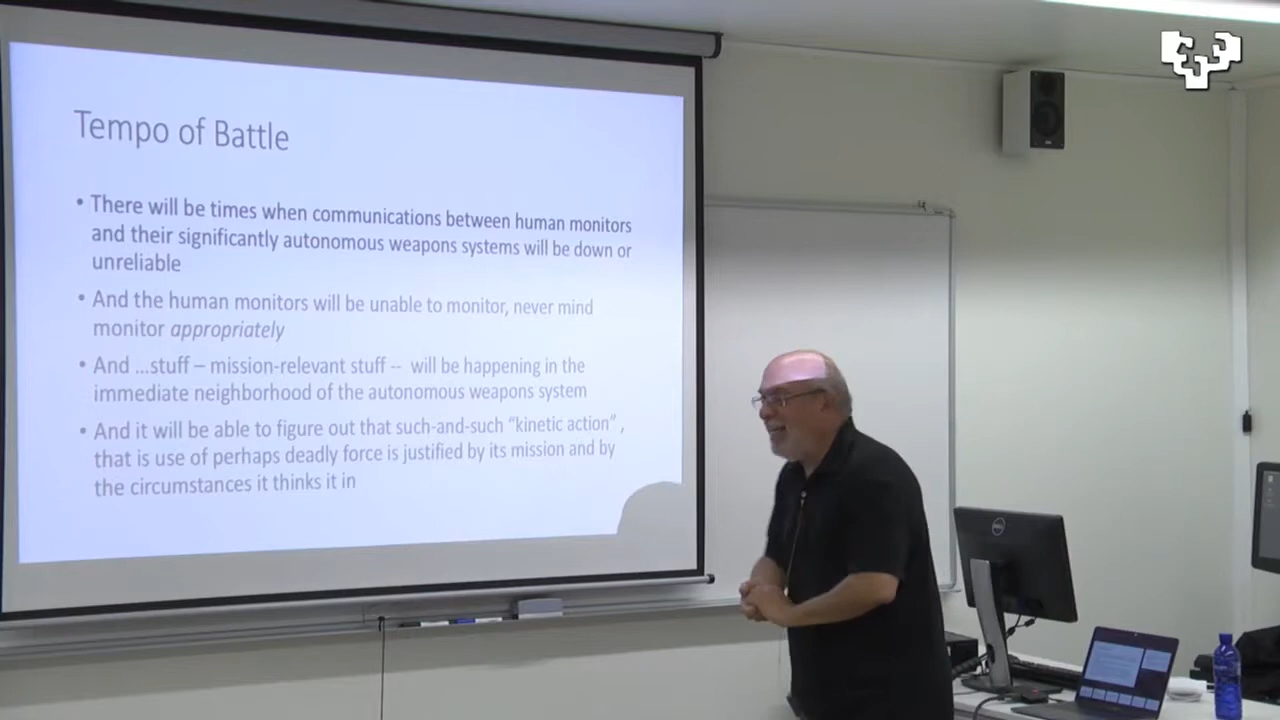 Tempo of Battle
• There will be times when communications between human monitors
and their significantly autonomous weapons systems will be down or
unreliable
• And the human monitors will be unable to monitor, never mind
monitor appropriately
• And ...stuff – mission-relevant stuff -- will be happening in the
immediate neighborhood of the autonomous weapons system
• And it will be able to figure out that such-and-such “kinetic action” ,
that is use of perhaps deadly force is justified by its mission and by
the circumstances it thinks it in
DELL